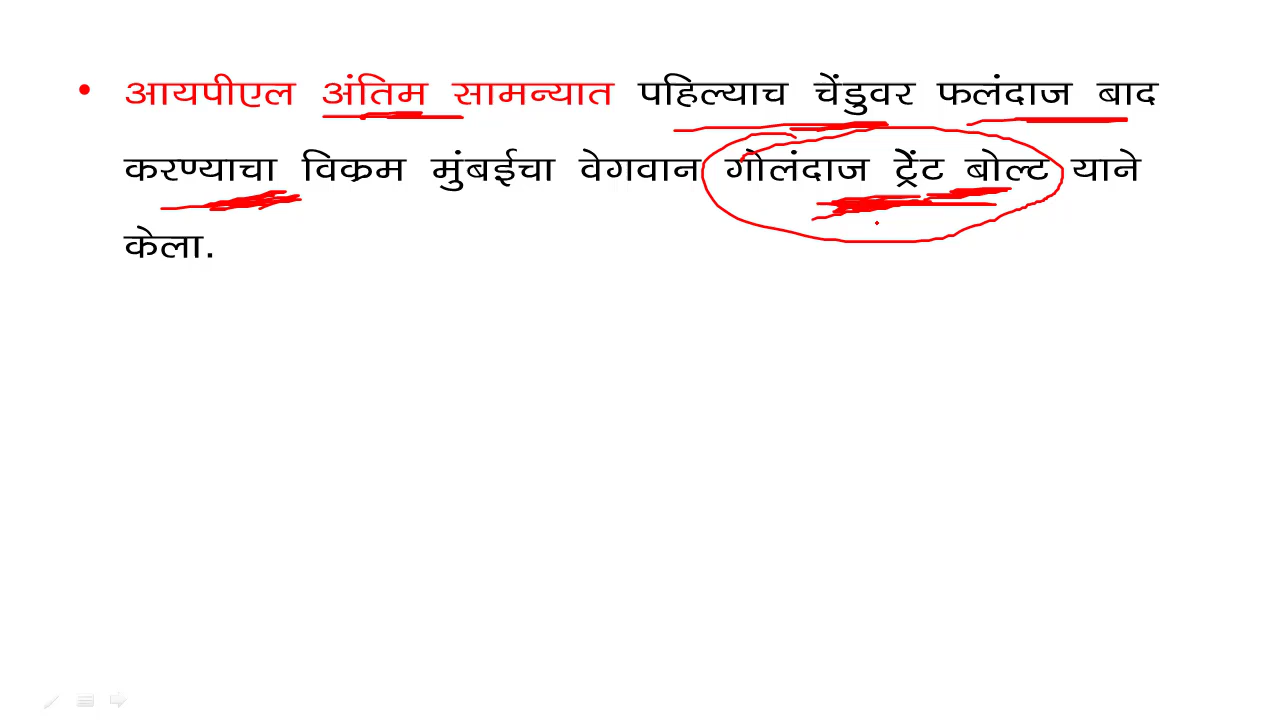 • आयपीएल अंतिम सामन्यात पहिल्याच चेंडुवर फलंदाज बाद
करण्याचा विक्रम मुंबईचा वेगवान गोलंदाज ट्रेंट बोल्ट याने
केला.